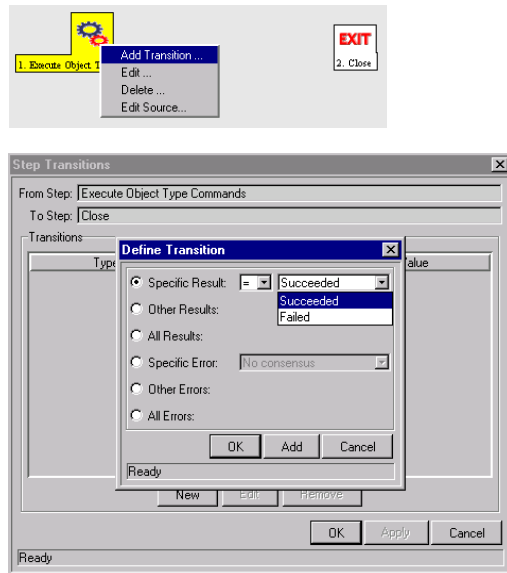 EXIT
Add Transition ...
1. Execute Object T
2. Close
Edit ...
Delete ...
Edit Source...
Step Transitions
From Step: Execute Object Type Commands
To Step: Close
Transitions
Type
Value
Define Transition
Specific Result: = Succeeded
Succeeded
Failed
Other Results:
All Results:
Specific Error: No consensus
Other Errors:
All Errors:
OK Add Cancel
Ready
New Edit Remove
OK Apply Cancel
Ready